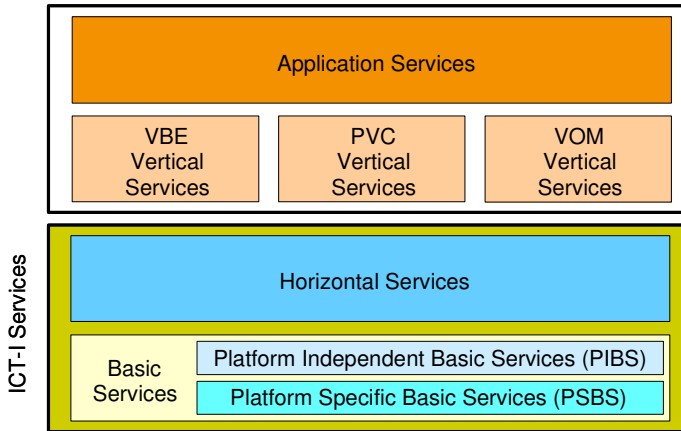 Application Services
VBE
Vertical
Services
PVC
Vertical
Services
VOM
Vertical
Services
ICT-I Services
Horizontal Services
Basic
Services
Platform Independent Basic Services (PIBS)
Platform Specific Basic Services (PSBS)